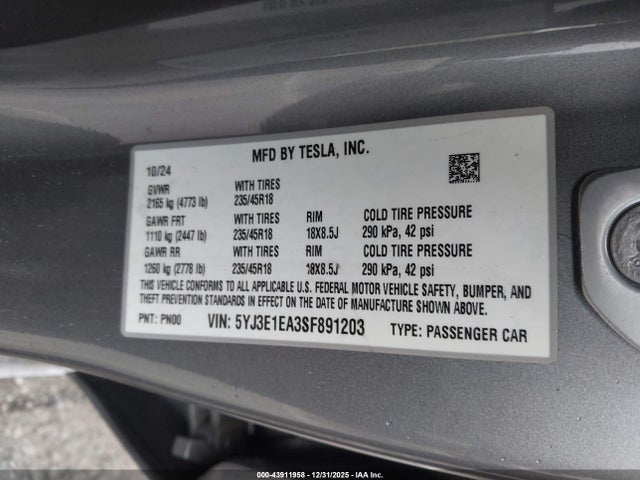 MFD BY TESLA, INC.
10/24
GVWR WITH TIRES
2165 kg (4773 lb) 235/45R18
GAWR FRT WITH TIRES RIM COLD TIRE PRESSURE
1110 kg (2447 lb) 235/45R18 18X8.5J 290 kPa, 42 psi
GAWR RR WITH TIRES RIM COLD TIRE PRESSURE
1260 kg (2778 lb) 235/45R18 18X8.5J 290 kPa, 42 psi
THIS VEHICLE CONFORMS TO ALL APPLICABLE U.S. FEDERAL MOTOR VEHICLE SAFETY, BUMPER, AND
THEFT PREVENTION STANDARDS IN EFFECT ON THE DATE OF MANUFACTURE SHOWN ABOVE.
PNT: PN00 VIN: 5YJ3E1EA3SF891203 TYPE: PASSENGER CAR
000-43911958 - 12/31/2025 - IAA Inc.